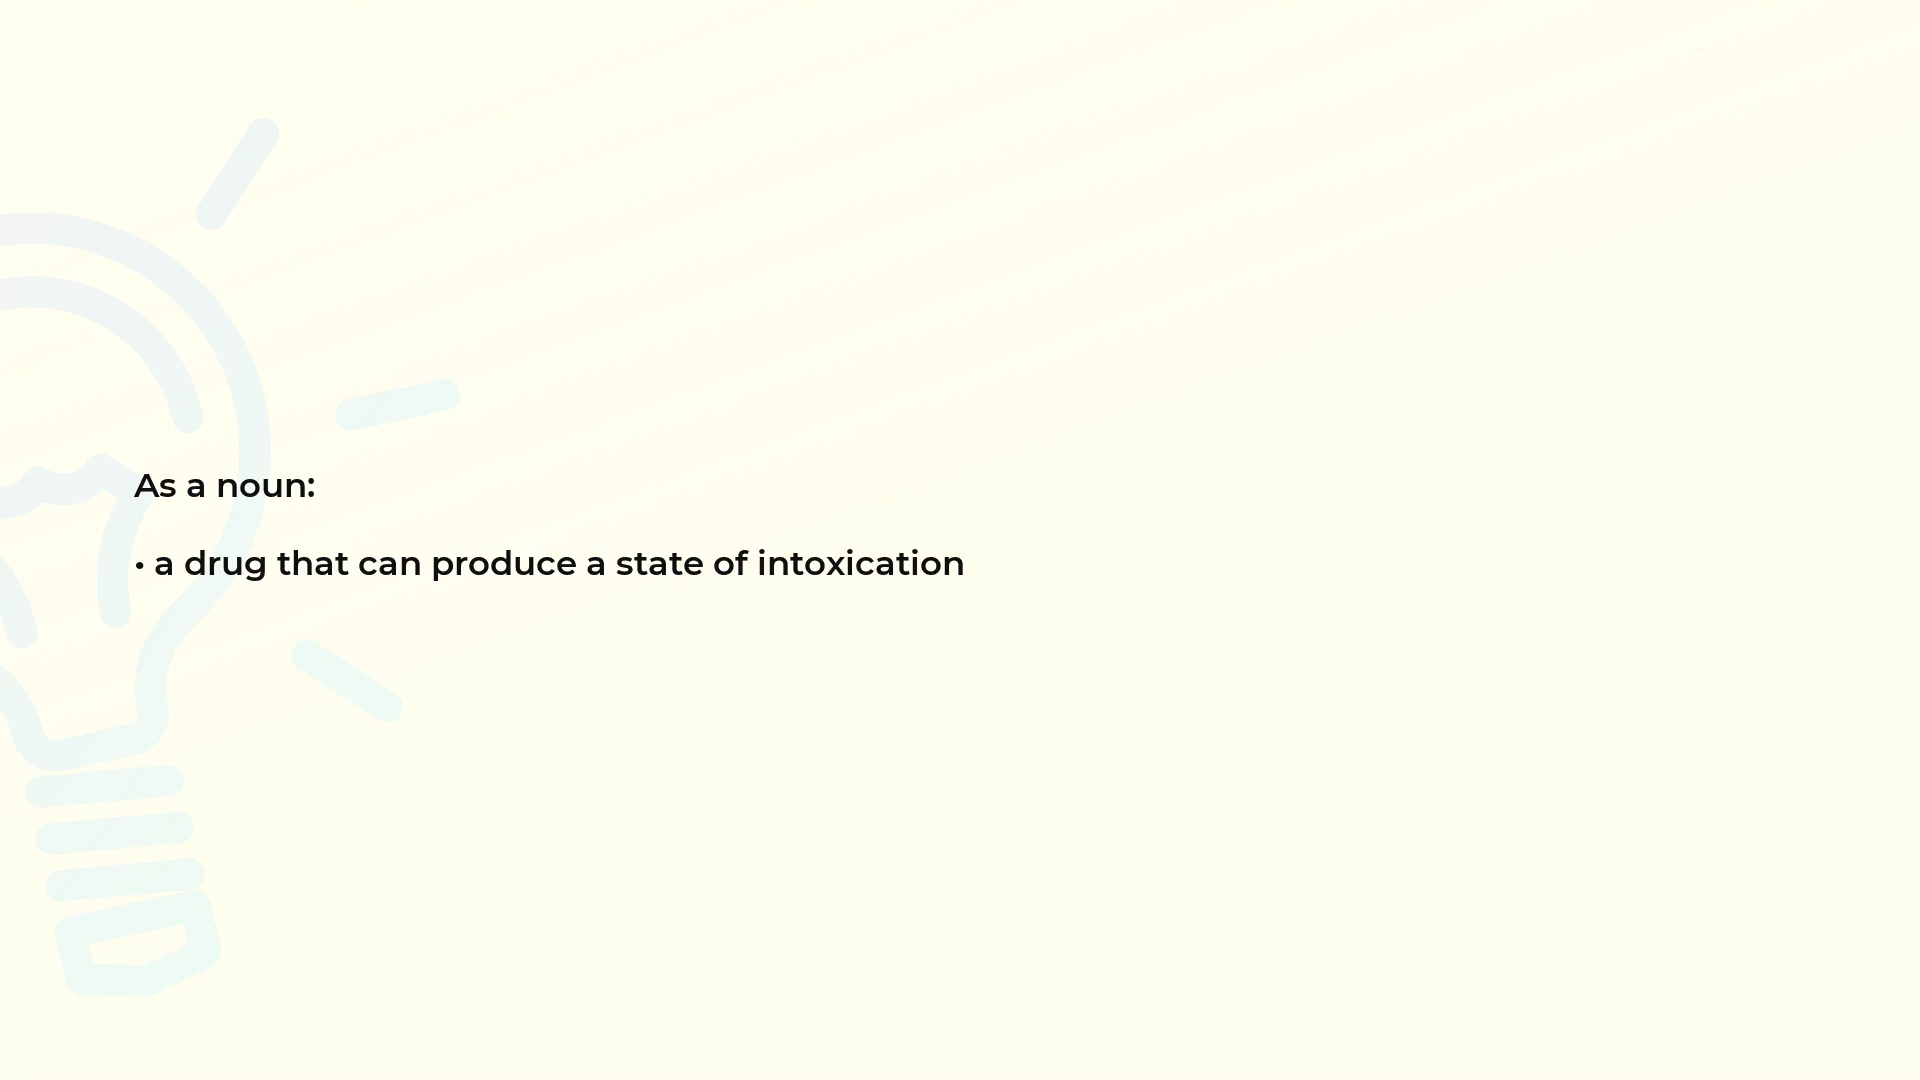 As a noun:
• a drug that can produce a state of intoxication